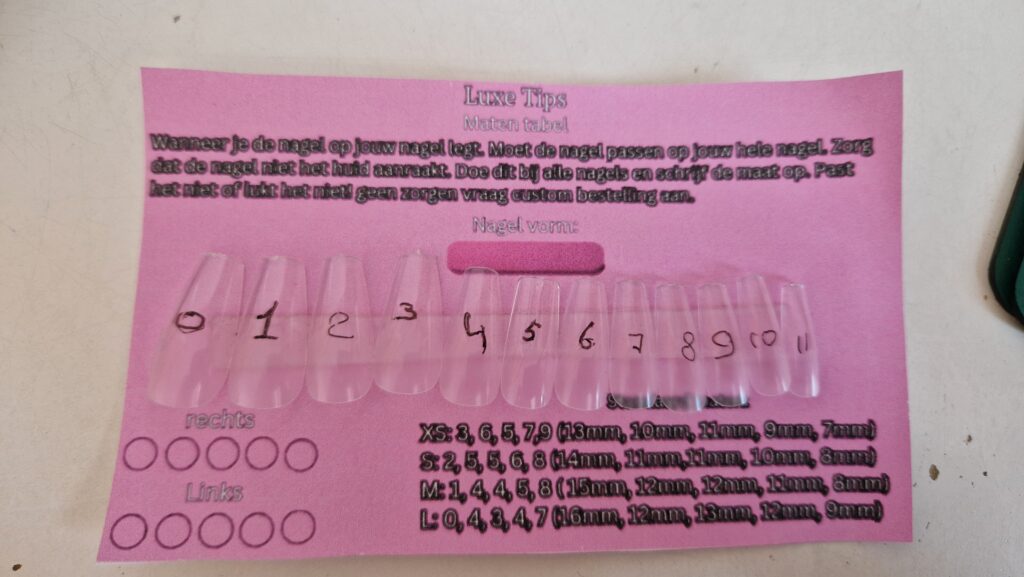 Luxe Tips
Maten tabel
Wanneer je de nagel op jouw nagel legt. Moet de nagel passen op jouw hele nagel. Zorg
dat de nagel niet het huid aanraakt. Doe dit bij alle nagels en schrijf de maat op. Past
het niet of lukt het niet! geen zorgen vraag custom bestelling aan.
Nagel vorm:
0 1 2 3 4 5 6 7 8 9 10 11
rechts
Links
XS: 3, 6, 5, 7,9 (13mm, 10mm, 11mm, 9mm, 7mm)
S: 2, 5, 5, 6, 8 (14mm, 11mm,11mm, 10mm, 8mm)
M: 1, 4, 4, 5, 8 ( 15mm, 12mm, 12mm, 11mm, 8mm)
L: 0, 4, 3, 4, 7 (16mm, 12mm, 13mm, 12mm, 9mm)